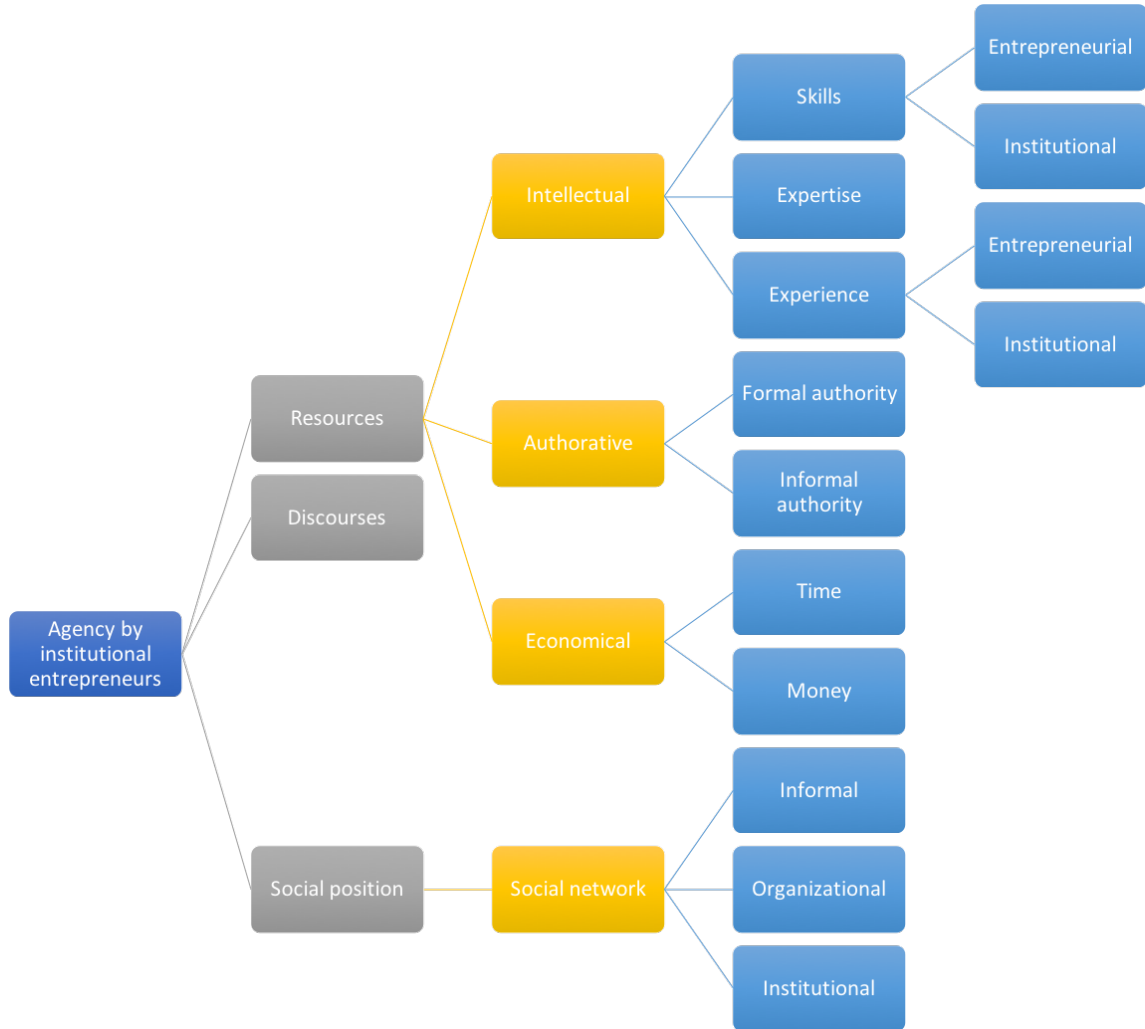 Entrepreneurial
Skills
Institutional
Intellectual
Expertise
Entrepreneurial
Experience
Institutional
Formal authority
Resources
Authorative
Informal
authority
Discourses
Time
Agency by
institutional
entrepreneurs
Economical
Money
Informal
Social position
Social network
Organizational
Institutional